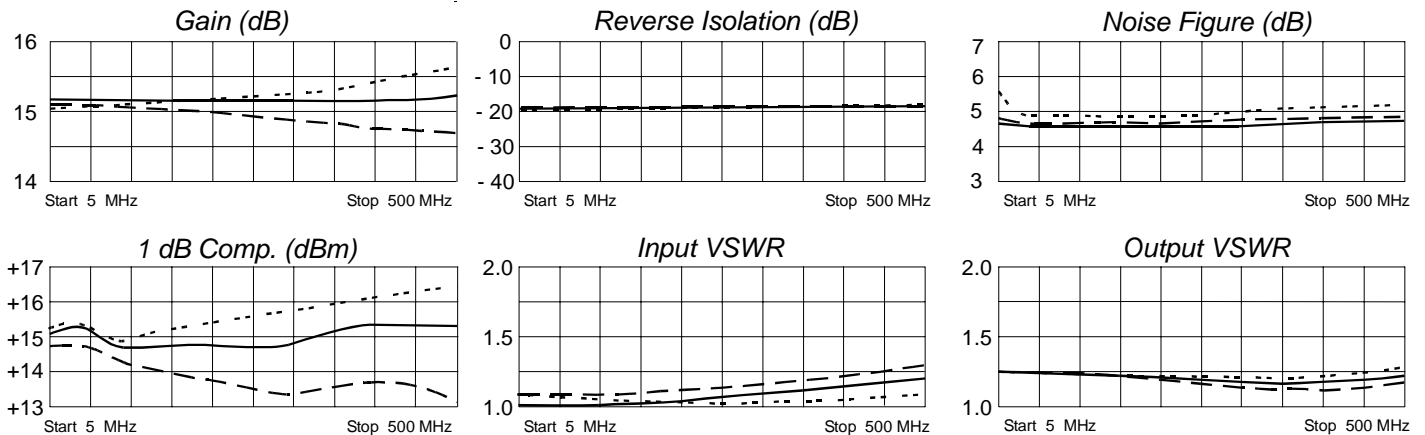 Gain (dB)
16
15
14
Start 5 MHz
Stop 500 MHz
Reverse Isolation (dB)
0
- 10
- 20
- 30
- 40
Start 5 MHz
Stop 500 MHz
Noise Figure (dB)
7
6
5
4
3
Start 5 MHz
Stop 500 MHz
1 dB Comp. (dBm)
+17
+16
+15
+14
+13
Start 5 MHz
Stop 500 MHz
Input VSWR
2.0
1.5
1.0
Start 5 MHz
Stop 500 MHz
Output VSWR
2.0
1.5
1.0
Start 5 MHz
Stop 500 MHz